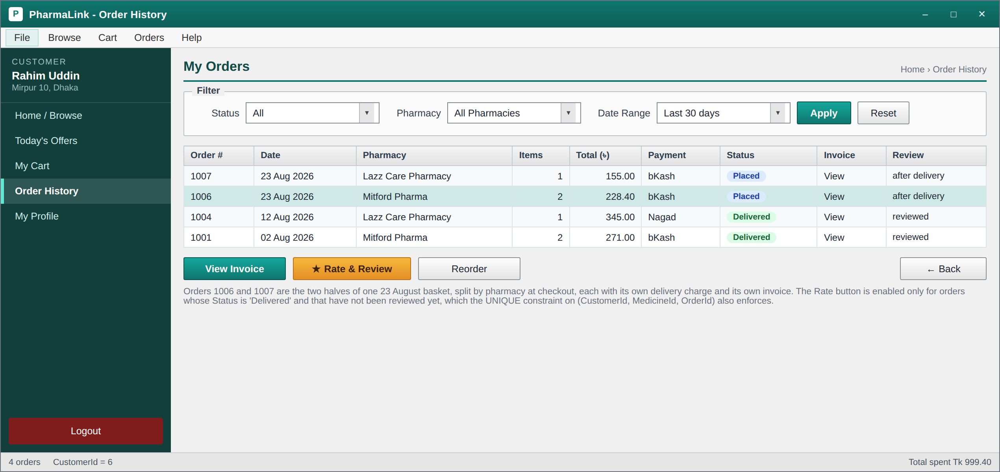 P PharmaLink - Order History
File Browse Cart Orders Help
CUSTOMER
Rahim Uddin
Mirpur 10, Dhaka
Home / Browse
Today's Offers
My Cart
Order History
My Profile
Logout
My Orders
Home › Order History
Filter
Status All Pharmacy All Pharmacies Date Range Last 30 days Apply Reset
Order # Date Pharmacy Items Total (৳) Payment Status Invoice Review
1007 23 Aug 2026 Lazz Care Pharmacy 1 155.00 bKash Placed View after delivery
1006 23 Aug 2026 Mitford Pharma 2 228.40 bKash Placed View after delivery
1004 12 Aug 2026 Lazz Care Pharmacy 1 345.00 Nagad Delivered View reviewed
1001 02 Aug 2026 Mitford Pharma 2 271.00 bKash Delivered View reviewed
View Invoice ★ Rate & Review Reorder ← Back
Orders 1006 and 1007 are the two halves of one 23 August basket, split by pharmacy at checkout, each with its own delivery charge and its own invoice. The Rate button is enabled only for orders
whose Status is 'Delivered' and that have not been reviewed yet, which the UNIQUE constraint on (CustomerId, MedicineId, OrderId) also enforces.
4 orders CustomerId = 6 Total spent Tk 999.40